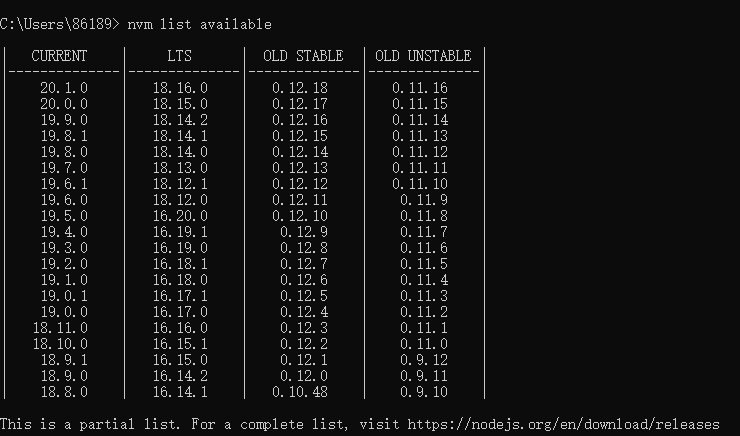 C:\Users\86189> nvm list available
|   CURRENT    |     LTS      |  OLD STABLE  | OLD UNSTABLE |
|--------------|--------------|--------------|--------------|
|    20.1.0    |   18.16.0    |   0.12.18    |   0.11.16    |
|    20.0.0    |   18.15.0    |   0.12.17    |   0.11.15    |
|    19.9.0    |   18.14.2    |   0.12.16    |   0.11.14    |
|    19.8.1    |   18.14.1    |   0.12.15    |   0.11.13    |
|    19.8.0    |   18.14.0    |   0.12.14    |   0.11.12    |
|    19.7.0    |   18.13.0    |   0.12.13    |   0.11.11    |
|    19.6.1    |   18.12.1    |   0.12.12    |   0.11.10    |
|    19.6.0    |   18.12.0    |   0.12.11    |    0.11.9    |
|    19.5.0    |   16.20.0    |   0.12.10    |    0.11.8    |
|    19.4.0    |   16.19.1    |    0.12.9    |    0.11.7    |
|    19.3.0    |   16.19.0    |    0.12.8    |    0.11.6    |
|    19.2.0    |   16.18.1    |    0.12.7    |    0.11.5    |
|    19.1.0    |   16.18.0    |    0.12.6    |    0.11.4    |
|    19.0.1    |   16.17.1    |    0.12.5    |    0.11.3    |
|    19.0.0    |   16.17.0    |    0.12.4    |    0.11.2    |
|   18.11.0    |   16.16.0    |    0.12.3    |    0.11.1    |
|   18.10.0    |   16.15.1    |    0.12.2    |    0.11.0    |
|    18.9.1    |   16.15.0    |    0.12.1    |    0.9.12    |
|    18.9.0    |   16.14.2    |    0.12.0    |    0.9.11    |
|    18.8.0    |   16.14.1    |   0.10.48    |    0.9.10    |
This is a partial list. For a complete list, visit https://nodejs.org/en/download/releases